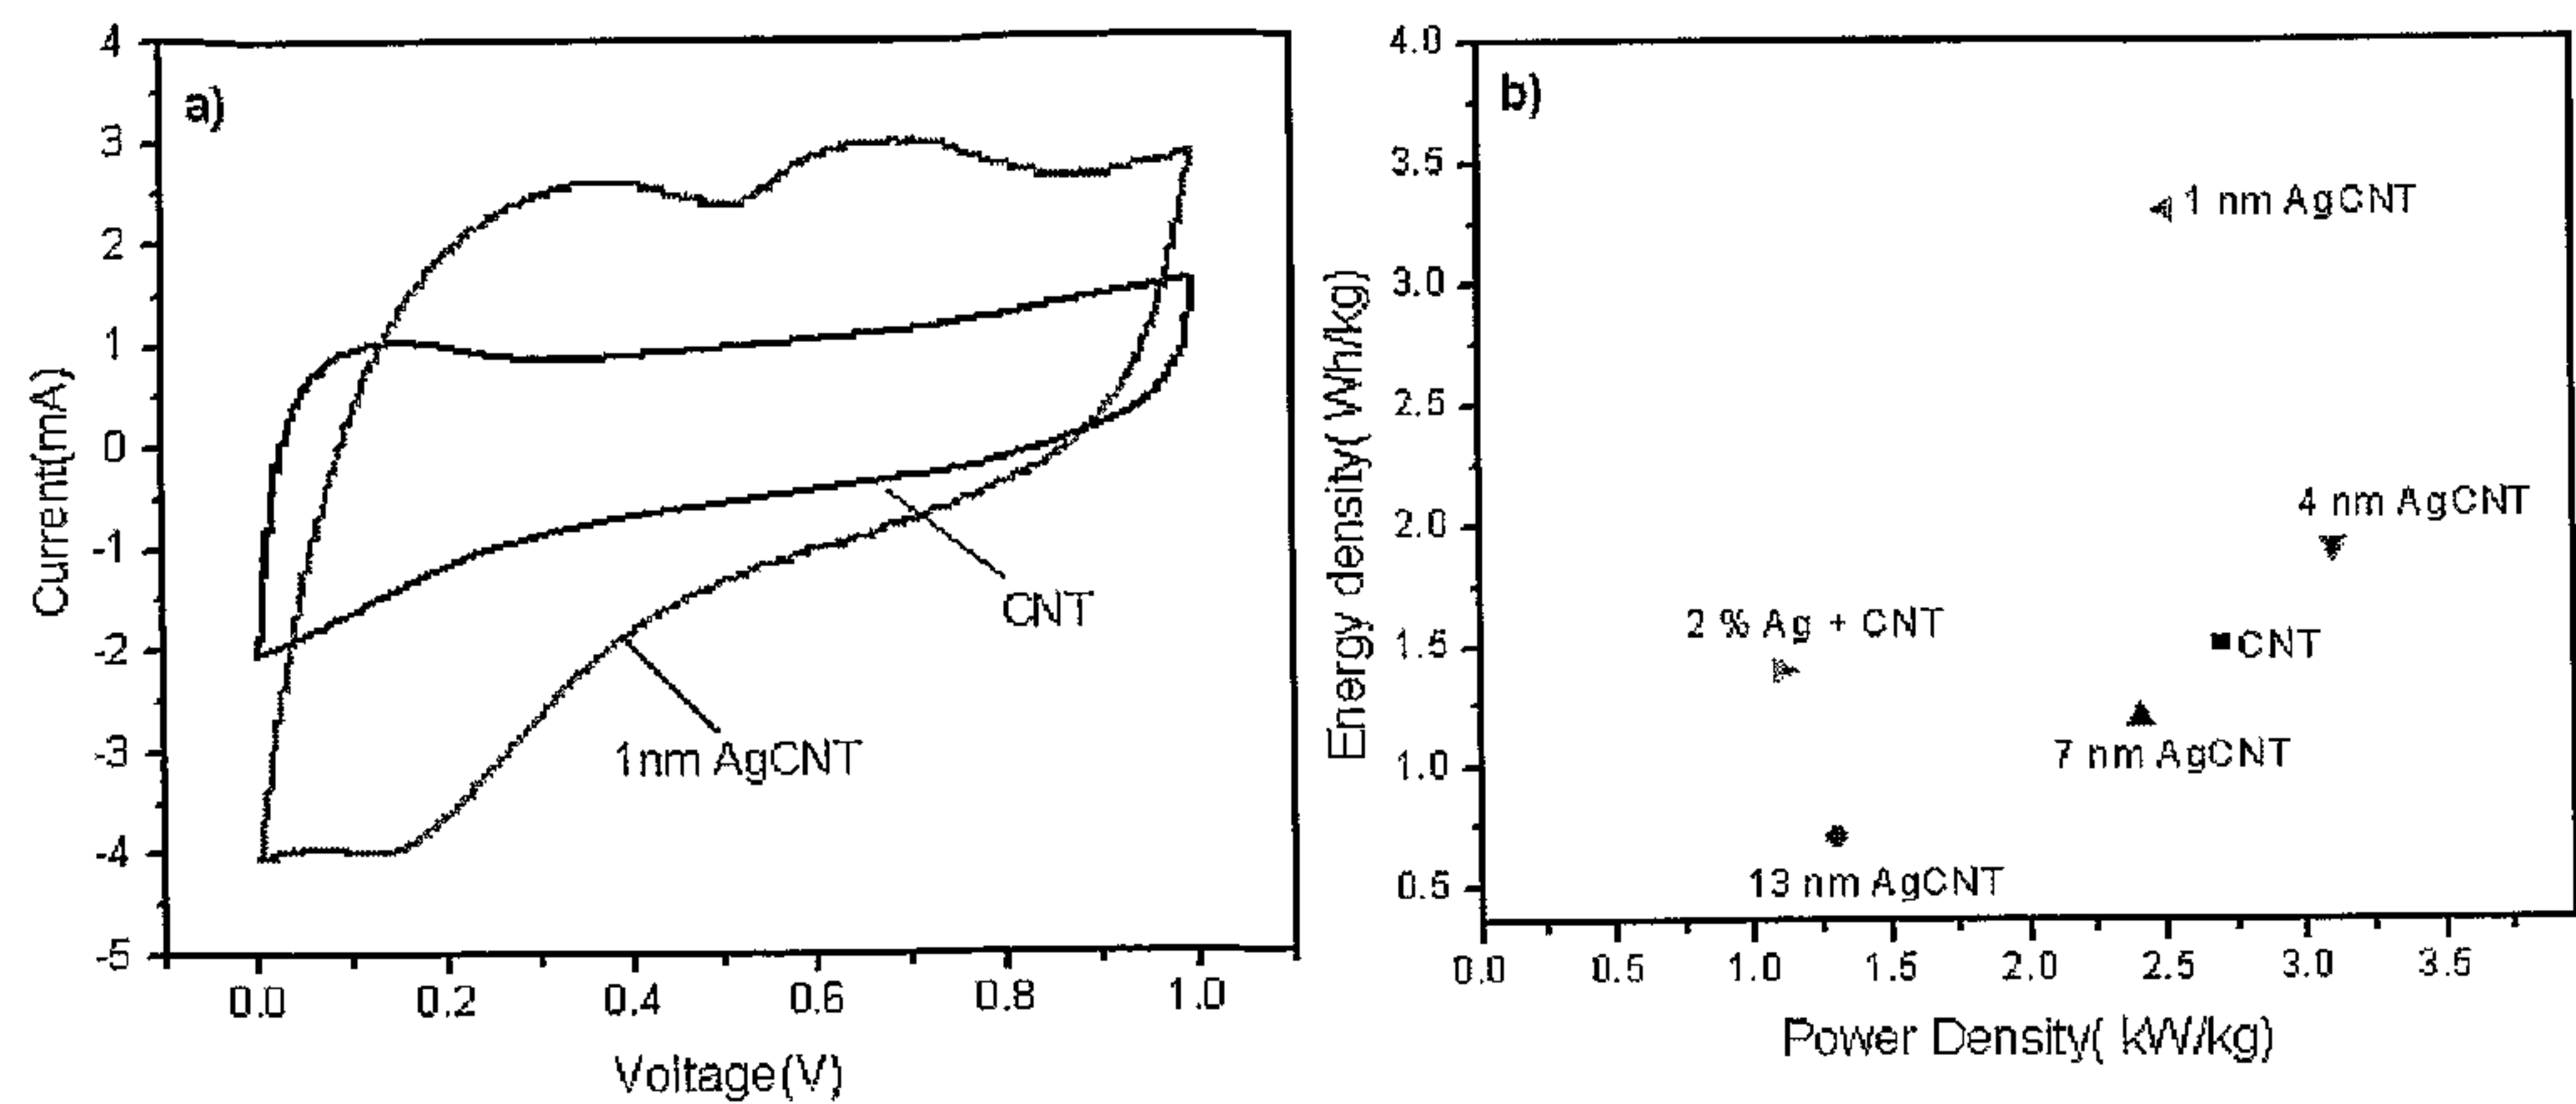 a)
4
3
2
1
0
-1
-2
-3
-4
-5
Current(mA)
CNT
1nm AgCNT
0.0 0.2 0.4 0.6 0.8 1.0
Voltage(V)
b)
4.0
3.5
3.0
2.5
2.0
1.5
1.0
0.5
Energy density( Wh/kg)
1 nm AgCNT
4 nm AgCNT
2 % Ag + CNT
CNT
7 nm AgCNT
13 nm AgCNT
0.0 0.5 1.0 1.5 2.0 2.5 3.0 3.5
Power Density( kW/kg)